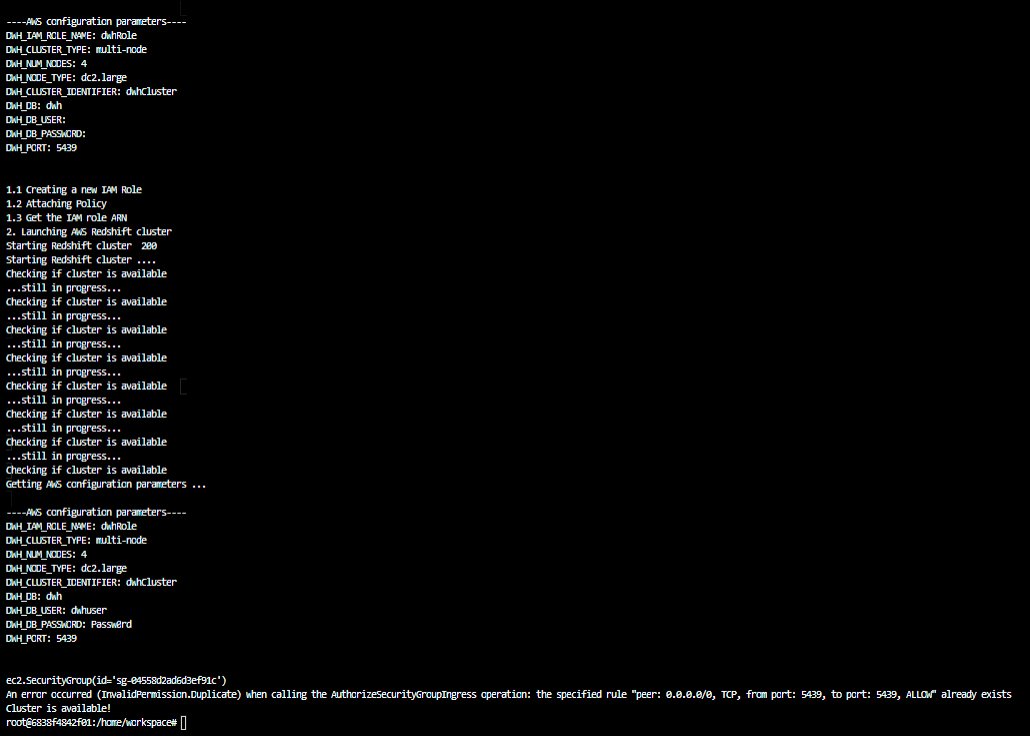 ----AWS configuration parameters----
DWH_IAM_ROLE_NAME: dwhRole
DWH_CLUSTER_TYPE: multi-node
DWH_NUM_NODES: 4
DWH_NODE_TYPE: dc2.large
DWH_CLUSTER_IDENTIFIER: dwhCluster
DWH_DB: dwh
DWH_DB_USER:
DWH_DB_PASSWORD:
DWH_PORT: 5439
1.1 Creating a new IAM Role
1.2 Attaching Policy
1.3 Get the IAM role ARN
2. Launching AWS Redshift cluster
Starting Redshift cluster  200
Starting Redshift cluster ....
Checking if cluster is available
...still in progress...
Checking if cluster is available
...still in progress...
Checking if cluster is available
...still in progress...
Checking if cluster is available
...still in progress...
Checking if cluster is available
...still in progress...
Checking if cluster is available
...still in progress...
Checking if cluster is available
...still in progress...
Checking if cluster is available
Getting AWS configuration parameters ...
----AWS configuration parameters----
DWH_IAM_ROLE_NAME: dwhRole
DWH_CLUSTER_TYPE: multi-node
DWH_NUM_NODES: 4
DWH_NODE_TYPE: dc2.large
DWH_CLUSTER_IDENTIFIER: dwhCluster
DWH_DB: dwh
DWH_DB_USER: dwhuser
DWH_DB_PASSWORD: Passw0rd
DWH_PORT: 5439
ec2.SecurityGroup(id='sg-04558d2ad6d3ef91c')
An error occurred (InvalidPermission.Duplicate) when calling the AuthorizeSecurityGroupIngress operation: the specified rule "peer: 0.0.0.0/0, TCP, from port: 5439, to port: 5439, ALLOW" already exists
Cluster is available!
root@6838f4842f01:/home/workspace#